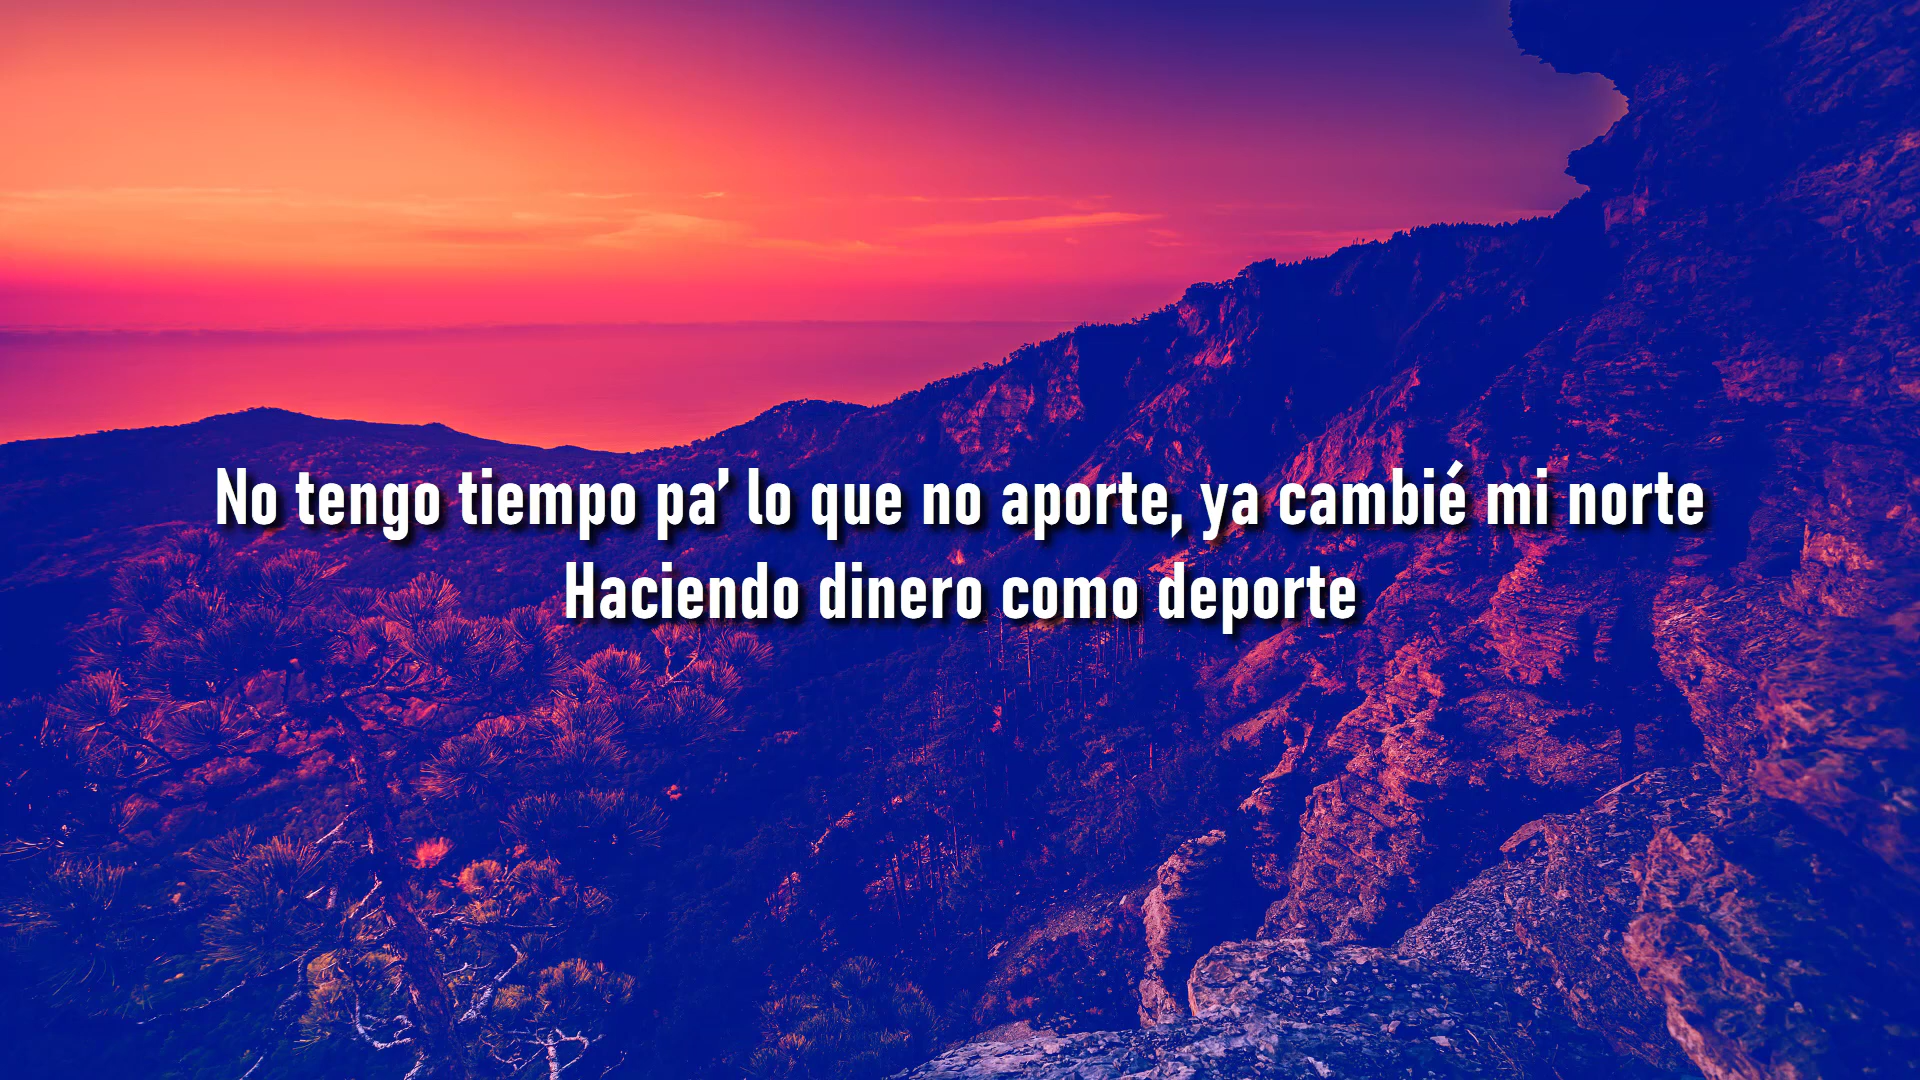 No tengo tiempo pa’ lo que no aporte, ya cambié mi norte
Haciendo dinero como deporte